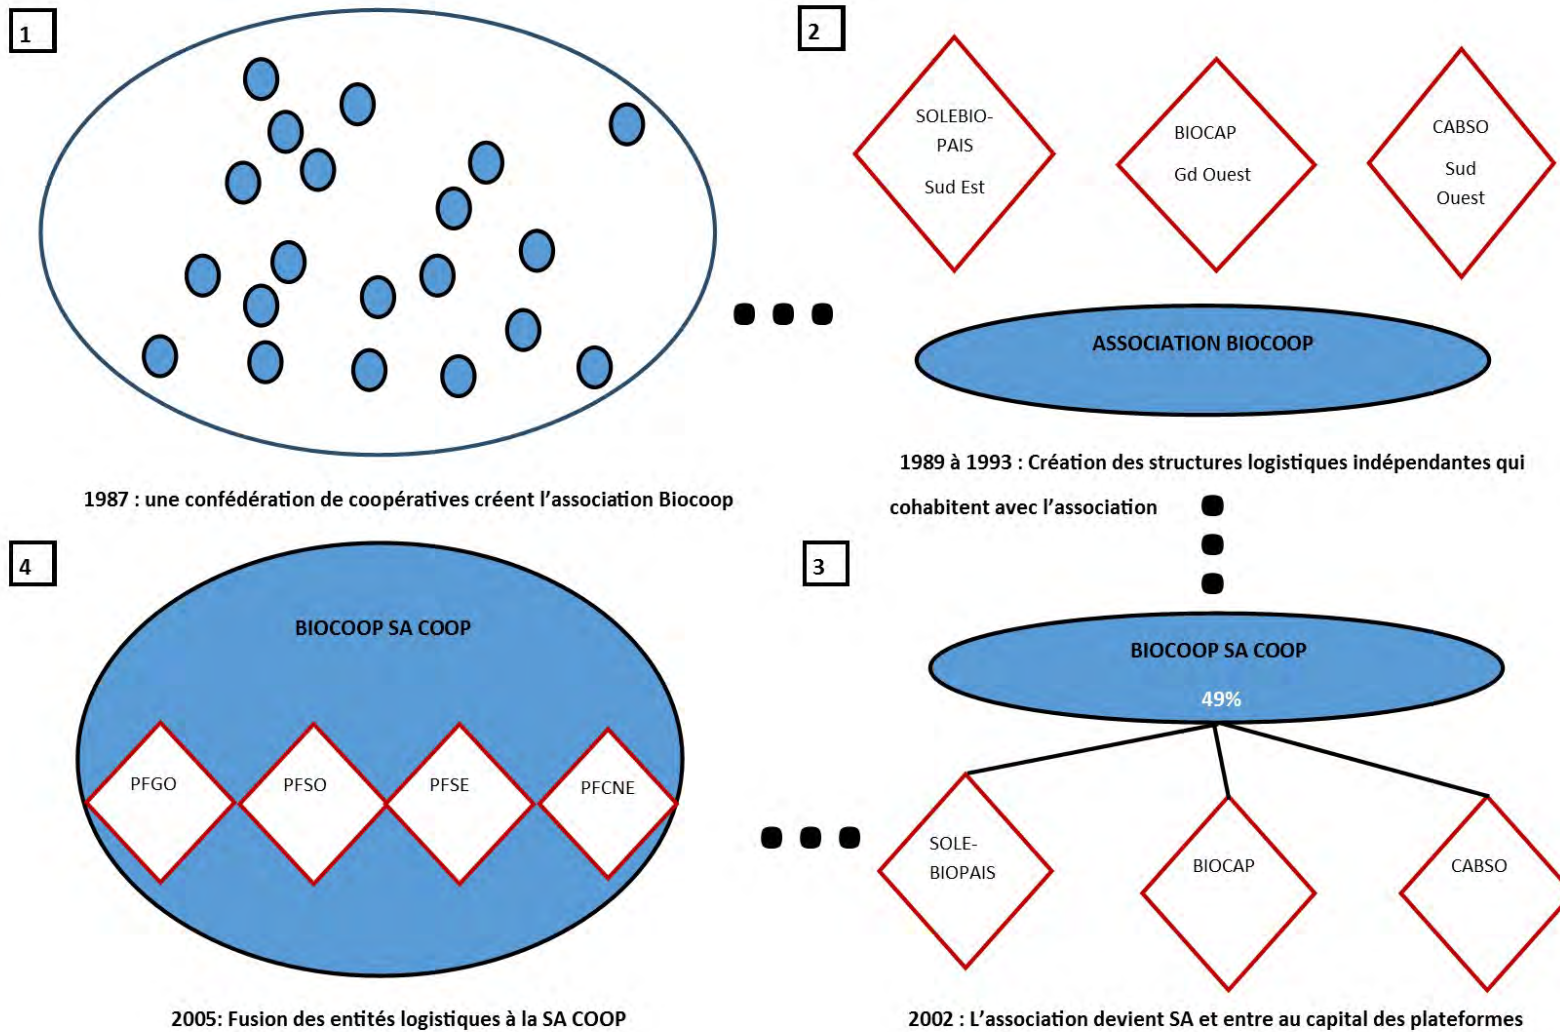 1
1987 : une confédération de coopératives créent l'association Biocoop
2
SOLEBIO-
PAIS
Sud Est
BIOCAP
Gd Ouest
CABSO
Sud
Ouest
ASSOCIATION BIOCOOP
1989 à 1993 : Création des structures logistiques indépendantes qui
cohabitent avec l'association
3
BIOCOOP SA COOP
49%
SOLE-
BIOPAIS
BIOCAP
CABSO
2002 : L'association devient SA et entre au capital des plateformes
4
BIOCOOP SA COOP
PFGO
PFSO
PFSE
PFCNE
2005: Fusion des entités logistiques à la SA COOP